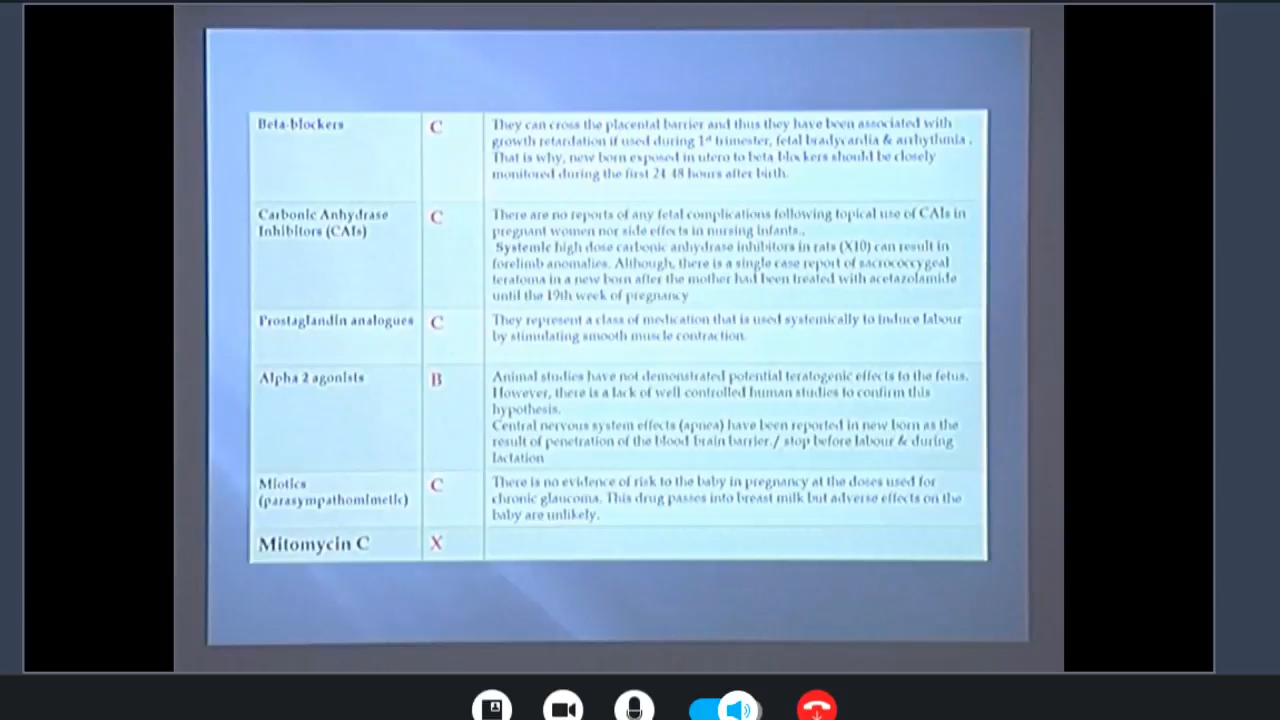 Beta-blockers
C
They can cross the placental barrier and thus they have been associated with
growth retardation if used during 1st trimester, fetal bradycardia & arrhythmia .
That is why, new born exposed in utero to beta blockers should be closely
monitored during the first 24-48 hours after birth.
Carbonic Anhydrase
Inhibitors (CAIs)
C
There are no reports of any fetal complications following topical use of CAIs in
pregnant women nor side effects in nursing infants..
Systemic high dose carbonic anhydrase inhibitors in rats (X10) can result in
forelimb anomalies. Although, there is a single case report of sacrococcygeal
teratoma in a new born after the mother had been treated with acetazolamide
until the 19th week of pregnancy
Prostaglandin analogues
C
They represent a class of medication that is used systemically to induce labour
by stimulating smooth muscle contraction.
Alpha 2 agonists
B
Animal studies have not demonstrated potential teratogenic effects to the fetus.
However, there is a lack of well controlled human studies to confirm this
hypothesis.
Central nervous system effects (apnea) have been reported in new born as the
result of penetration of the blood brain barrier./ stop before labour & during
lactation
Miotics
(parasympathomimetic)
C
There is no evidence of risk to the baby in pregnancy at the doses used for
chronic glaucoma. This drug passes into breast milk but adverse effects on the
baby are unlikely.
Mitomycin C
X